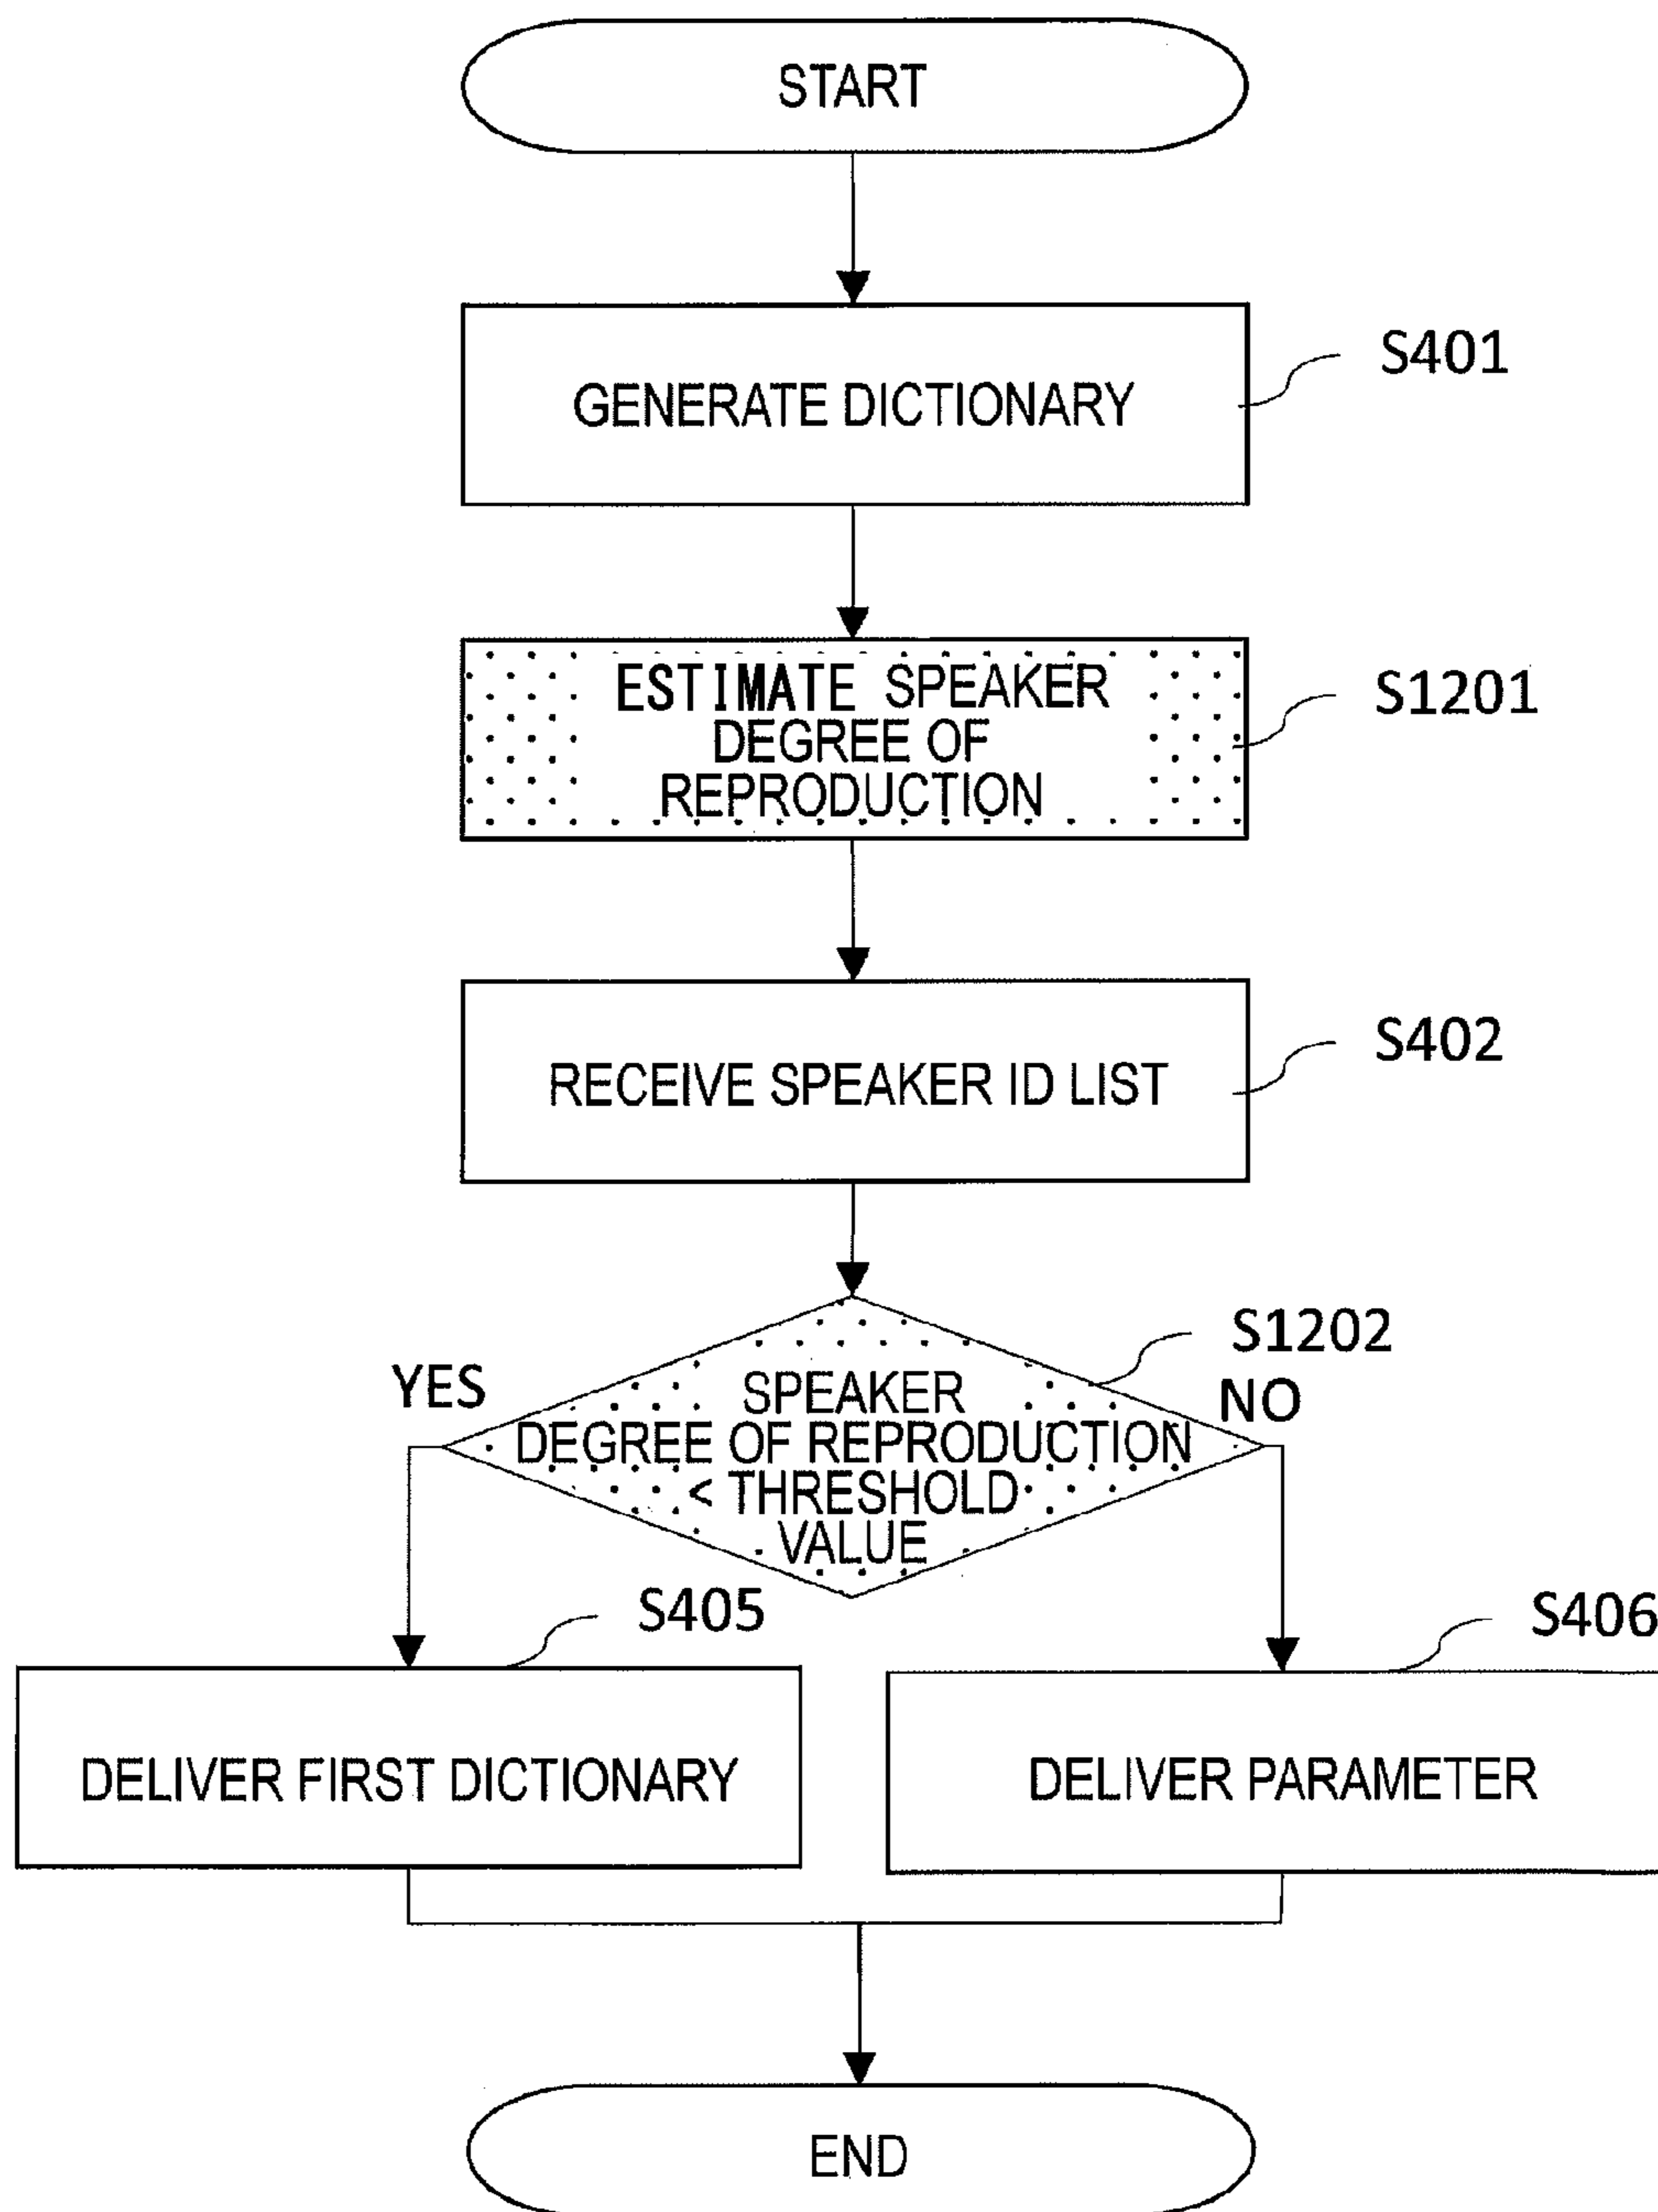 START
GENERATE DICTIONARY
S401
ESTIMATE SPEAKER
DEGREE OF
REPRODUCTION
S1201
RECEIVE SPEAKER ID LIST
S402
S1202
YES
NO
SPEAKER
DEGREE OF REPRODUCTION
< THRESHOLD
VALUE
S405
S406
DELIVER FIRST DICTIONARY
DELIVER PARAMETER
END